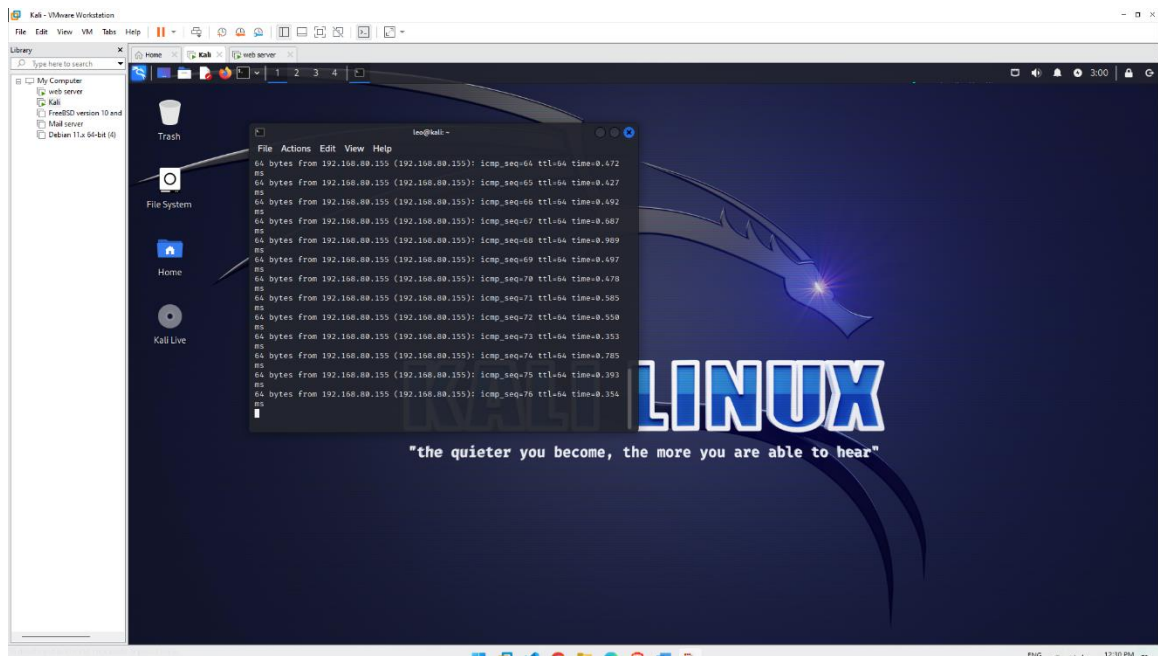 Kali - VMware Workstation
File Edit View VM Tabs Help
Library
Type here to search
My Computer
web server
Kali
FreeBSD version 10 and
Mail server
Debian 11.x 64-bit (4)
Home
Kali
web server
1 2 3 4
3:00
Trash
File System
Home
Kali Live
leo@kali: ~
File Actions Edit View Help
64 bytes from 192.168.80.155 (192.168.80.155): icmp_seq=64 ttl=64 time=0.472
ms
64 bytes from 192.168.80.155 (192.168.80.155): icmp_seq=65 ttl=64 time=0.427
ms
64 bytes from 192.168.80.155 (192.168.80.155): icmp_seq=66 ttl=64 time=0.492
ms
64 bytes from 192.168.80.155 (192.168.80.155): icmp_seq=67 ttl=64 time=0.687
ms
64 bytes from 192.168.80.155 (192.168.80.155): icmp_seq=68 ttl=64 time=0.989
ms
64 bytes from 192.168.80.155 (192.168.80.155): icmp_seq=69 ttl=64 time=0.497
ms
64 bytes from 192.168.80.155 (192.168.80.155): icmp_seq=70 ttl=64 time=0.478
ms
64 bytes from 192.168.80.155 (192.168.80.155): icmp_seq=71 ttl=64 time=0.585
ms
64 bytes from 192.168.80.155 (192.168.80.155): icmp_seq=72 ttl=64 time=0.550
ms
64 bytes from 192.168.80.155 (192.168.80.155): icmp_seq=73 ttl=64 time=0.353
ms
64 bytes from 192.168.80.155 (192.168.80.155): icmp_seq=74 ttl=64 time=0.785
ms
64 bytes from 192.168.80.155 (192.168.80.155): icmp_seq=75 ttl=64 time=0.393
ms
64 bytes from 192.168.80.155 (192.168.80.155): icmp_seq=76 ttl=64 time=0.354
ms
KALI LINUX
"the quieter you become, the more you are able to hear"
ENG
12:30 PM